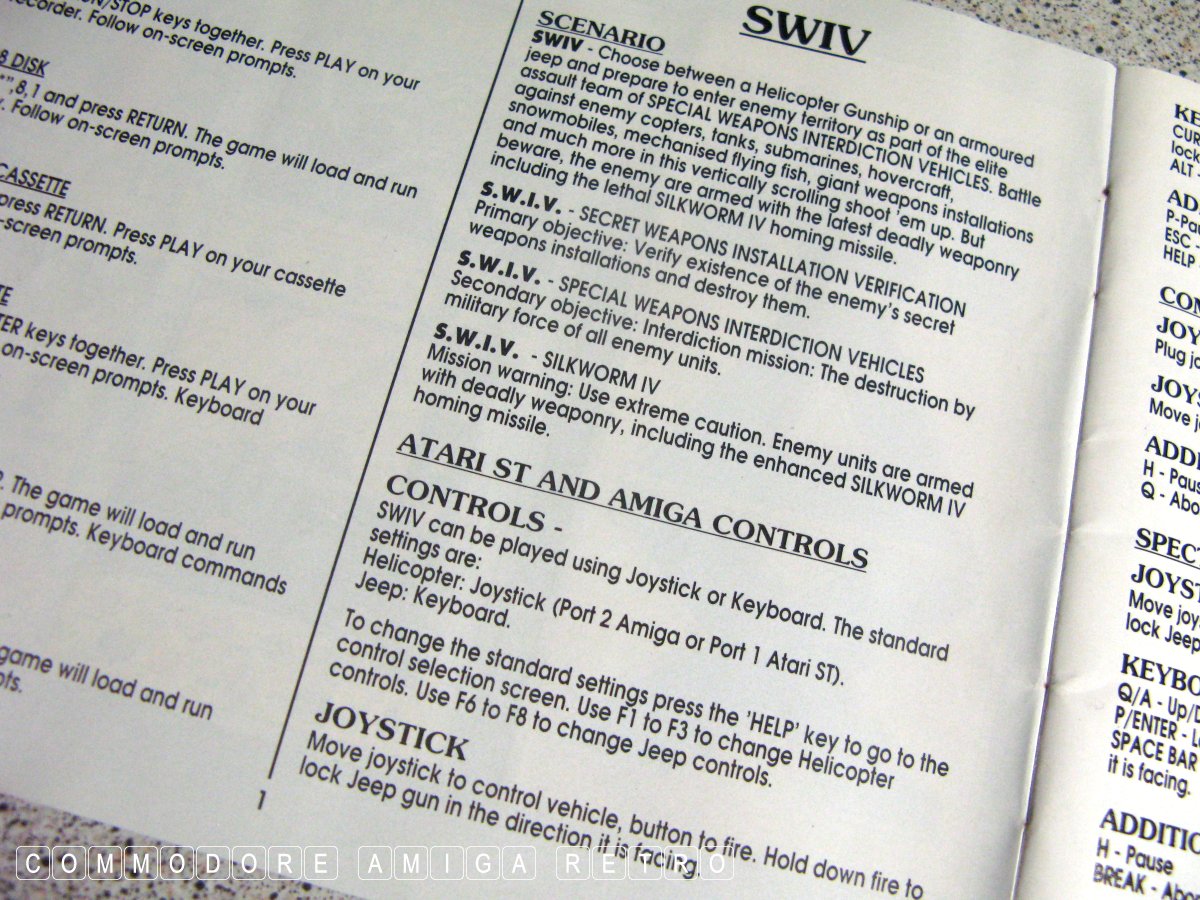 N/STOP keys together. Press PLAY on your
recorder. Follow on-screen prompts.
8 DISK
*",8,1 and press RETURN. The game will load and run
Follow on-screen prompts.
CASSETTE
press RETURN. Press PLAY on your cassette
-screen prompts.
TE
TER keys together. Press PLAY on your
on-screen prompts. Keyboard
The game will load and run
prompts. Keyboard commands
game will load and run
pts.
1
SWIV
SCENARIO
SWIV - Choose between a Helicopter Gunship or an armoured
jeep and prepare to enter enemy territory as part of the elite
assault team of SPECIAL WEAPONS INTERDICTION VEHICLES. Battle
against enemy copters, tanks, submarines, hovercraft,
snowmobiles, mechanised flying fish, giant weapons installations
and much more in this vertically scrolling shoot 'em up. But
beware, the enemy are armed with the latest deadly weaponry
including the lethal SILKWORM IV homing missile.
S.W.I.V. - SECRET WEAPONS INSTALLATION VERIFICATION
Primary objective: Verify existence of the enemy's secret
weapons installations and destroy them.
S.W.I.V. - SPECIAL WEAPONS INTERDICTION VEHICLES
Secondary objective: Interdiction mission: The destruction by
military force of all enemy units.
S.W.I.V. - SILKWORM IV
Mission warning: Use extreme caution. Enemy units are armed
with deadly weaponry, including the enhanced SILKWORM IV
homing missile.
ATARI ST AND AMIGA CONTROLS
CONTROLS -
SWIV can be played using Joystick or Keyboard. The standard
settings are:
Helicopter: Joystick (Port 2 Amiga or Port 1 Atari ST).
Jeep: Keyboard.
To change the standard settings press the 'HELP' key to go to the
control selection screen. Use F1 to F3 to change Helicopter
controls. Use F6 to F8 to change Jeep controls.
JOYSTICK
Move joystick to control vehicle, button to fire. Hold down fire to
lock Jeep gun in the direction it is facing.
KE
CUR
lock
ALT -
AD
P-Pau
ESC -
HELP
COM
JOY
Plug jo
JOYS
Move j
ADDI
H - Paus
Q - Abo
SPECT
JOYST
Move joy
lock Jeep
KEYBO
Q/A - Up/D
P/ENTER - L
SPACE BAR
it is facing.
ADDITIO
H - Pause
BREAK - Abor
COMMODORE AMIGA RETRO